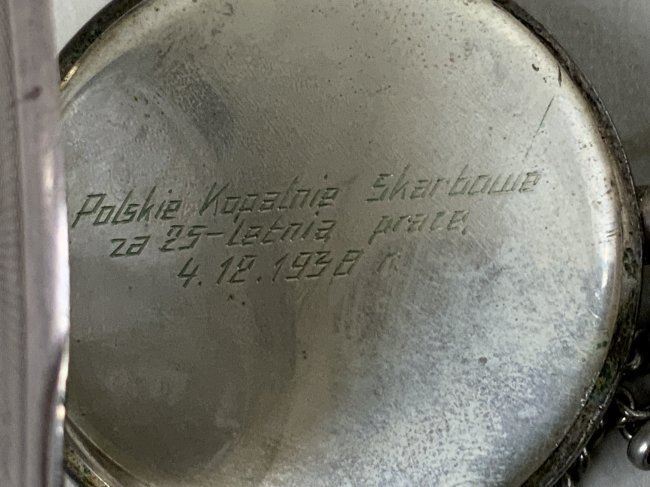 Polskie Kopalnie Skarbowe
za 25-letnią pracę
4.12.1938 r.